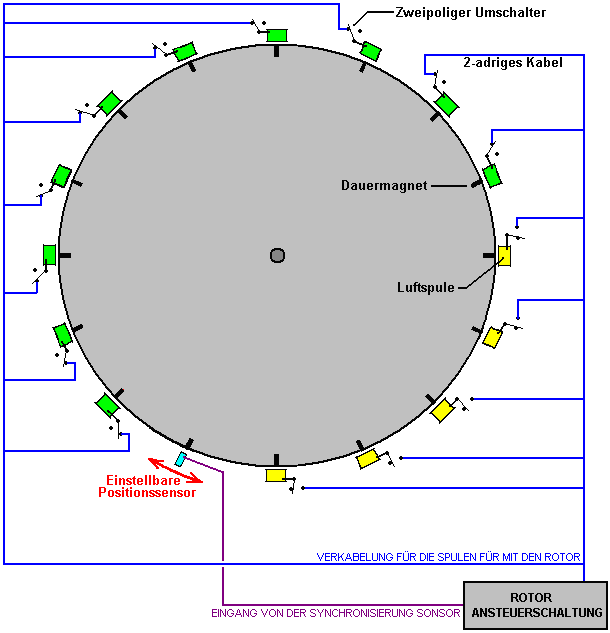 Zweipoliger Umschalter
2-adriges Kabel
Dauermagnet
Luftspule
Einstellbare
Positionssensor
VERKABELUNG FÜR DIE SPULEN FÜR MIT DEN ROTOR
ROTOR
ANSTEUERSCHALTUNG
EINGANG VON DER SYNCHRONISIERUNG SONSOR